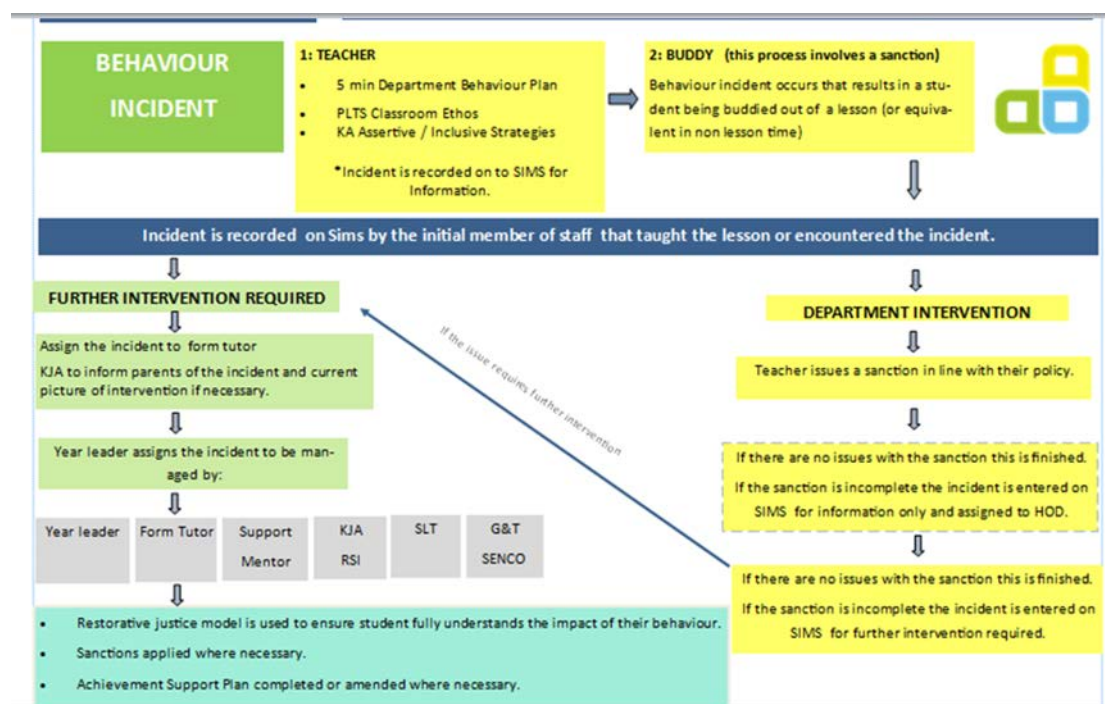 BEHAVIOUR
INCIDENT
1: TEACHER
• 5 min Department Behaviour Plan
• PLTS Classroom Ethos
• KA Assertive / Inclusive Strategies
*Incident is recorded on to SIMS for
Information.
2: BUDDY (this process involves a sanction)
Behaviour incident occurs that results in a stu-
dent being buddied out of a lesson (or equiva-
lent in non lesson time)
Incident is recorded on Sims by the initial member of staff that taught the lesson or encountered the incident.
FURTHER INTERVENTION REQUIRED
Assign the incident to form tutor
KJA to inform parents of the incident and current
picture of intervention if necessary.
Year leader assigns the incident to be man-
aged by:
Year leader
Form Tutor
Support
Mentor
KJA
RSI
SLT
G&T
SENCO
• Restorative justice model is used to ensure student fully understands the impact of their behaviour.
• Sanctions applied where necessary.
• Achievement Support Plan completed or amended where necessary.
If the issue requires further intervention
DEPARTMENT INTERVENTION
Teacher issues a sanction in line with their policy.
If there are no issues with the sanction this is finished.
If the sanction is incomplete the incident is entered on
SIMS for information only and assigned to HOD.
If there are no issues with the sanction this is finished.
If the sanction is incomplete the incident is entered on
SIMS for further intervention required.